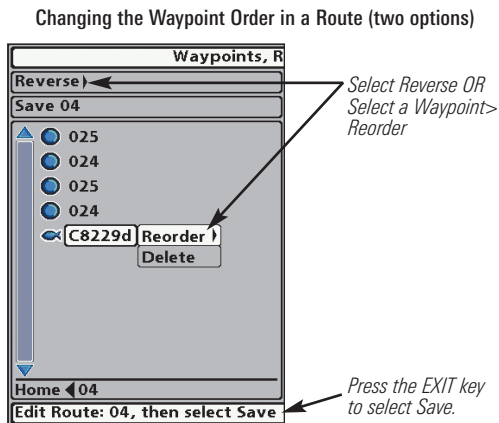 Changing the Waypoint Order in a Route (two options)
Waypoints, R
Reverse
Save 04
025
024
025
024
C8229d Reorder
Delete
Home 04
Edit Route: 04, then select Save
Select Reverse OR
Select a Waypoint>
Reorder
Press the EXIT key
to select Save.